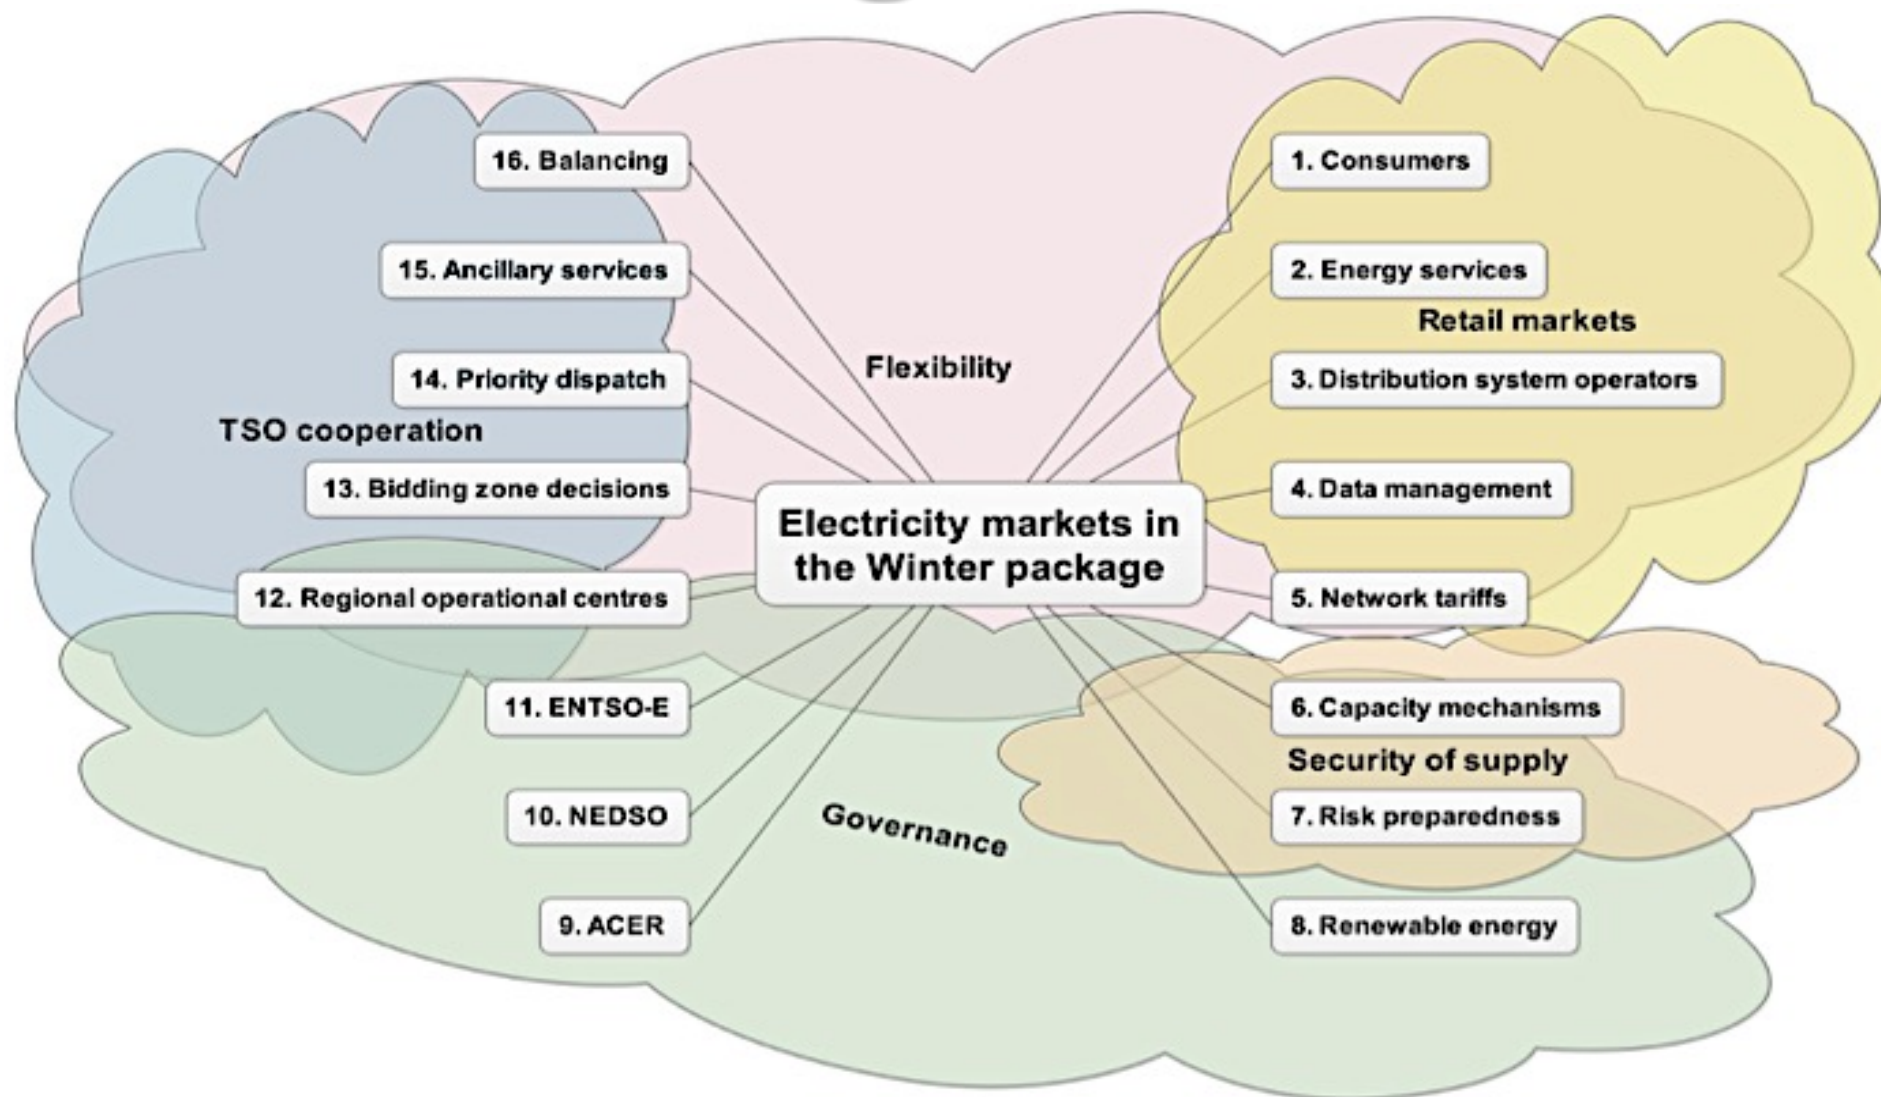 16. Balancing
1. Consumers
15. Ancillary services
2. Energy services
Retail markets
Flexibility
14. Priority dispatch
3. Distribution system operators
TSO cooperation
13. Bidding zone decisions
4. Data management
Electricity markets in
the Winter package
12. Regional operational centres
5. Network tariffs
11. ENTSO-E
6. Capacity mechanisms
Security of supply
10. NEDSO
Governance
7. Risk preparedness
9. ACER
8. Renewable energy